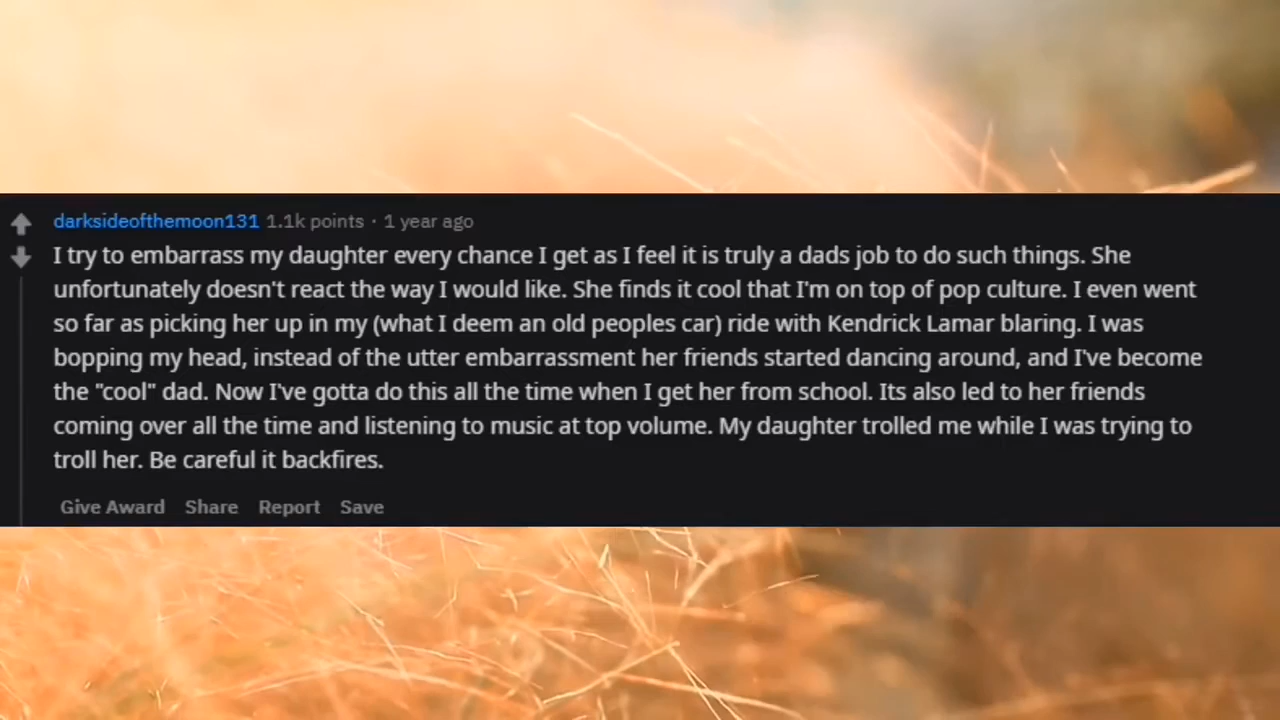 darksideofthemoon131 1.1k points · 1 year ago
I try to embarrass my daughter every chance I get as I feel it is truly a dads job to do such things. She
unfortunately doesn't react the way I would like. She finds it cool that I'm on top of pop culture. I even went
so far as picking her up in my (what I deem an old peoples car) ride with Kendrick Lamar blaring. I was
bopping my head, instead of the utter embarrassment her friends started dancing around, and I've become
the "cool" dad. Now I've gotta do this all the time when I get her from school. Its also led to her friends
coming over all the time and listening to music at top volume. My daughter trolled me while I was trying to
troll her. Be careful it backfires.
Give Award Share Report Save